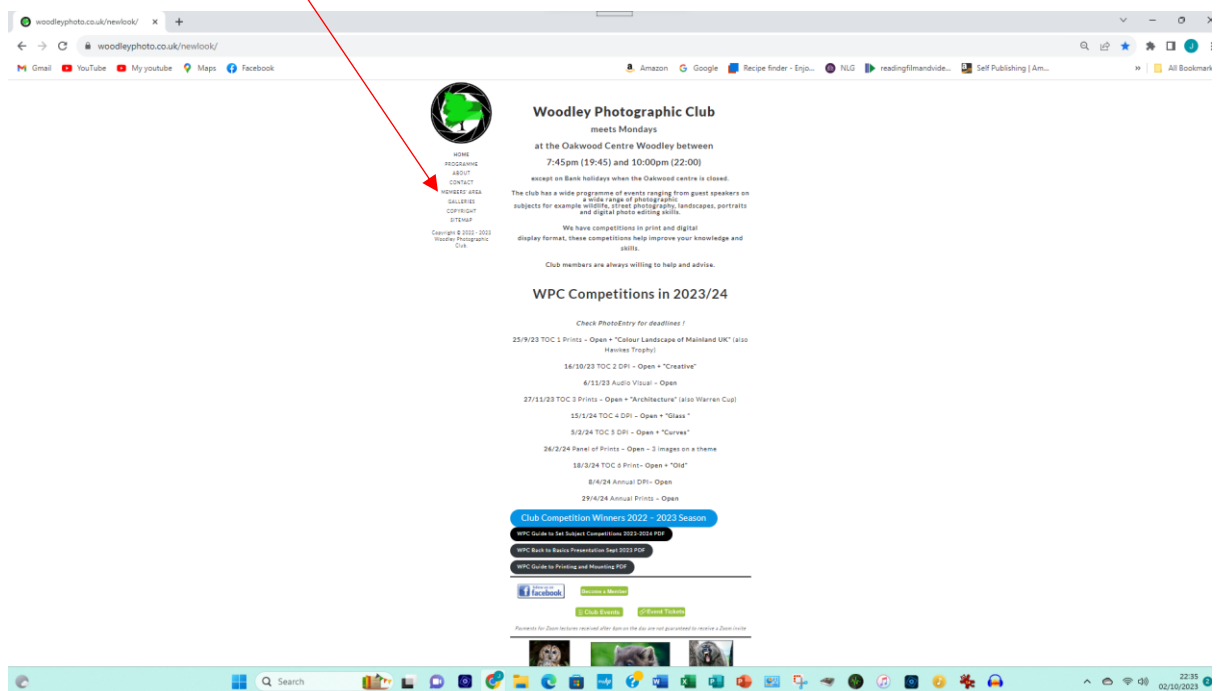 woodleyphoto.co.uk/newlook/
woodleyphoto.co.uk/newlook/
Gmail YouTube My youtube Maps Facebook Amazon Google Recipe finder - Enjo... NLG readingfilmandvide... Self Publishing | Am... » All Bookmark
HOME
PROGRAMME
ABOUT
CONTACT
MEMBERS' AREA
GALLERIES
COPYRIGHT
SITEMAP
Copyright © 2022 - 2023
Woodley Photographic
Club.
Woodley Photographic Club
meets Mondays
at the Oakwood Centre Woodley between
7:45pm (19:45) and 10:00pm (22:00)
except on Bank holidays when the Oakwood centre is closed.
The club has a wide programme of events ranging from guest speakers on
a wide range of photographic
subjects for example wildlife, street photography, landscapes, portraits
and digital photo editing skills.
We have competitions in print and digital
display format, these competitions help improve your knowledge and
skills.
Club members are always willing to help and advise.
WPC Competitions in 2023/24
Check PhotoEntry for deadlines !
25/9/23 TOC 1 Prints – Open + "Colour Landscape of Mainland UK" (also
Hawkes Trophy)
16/10/23 TOC 2 DPI – Open + "Creative"
6/11/23 Audio Visual – Open
27/11/23 TOC 3 Prints – Open + "Architecture" (also Warren Cup)
15/1/24 TOC 4 DPI – Open + "Glass "
5/2/24 TOC 5 DPI – Open + "Curves"
26/2/24 Panel of Prints – Open – 3 images on a theme
18/3/24 TOC 6 Print– Open + "Old"
8/4/24 Annual DPI– Open
29/4/24 Annual Prints – Open
Club Competition Winners 2022 – 2023 Season
WPC Guide to Set Subject Competitions 2023-2024 PDF
WPC Back to Basics Presentation Sept 2023 PDF
WPC Guide to Printing and Mounting PDF
facebook Become a Member
Club Events Event Tickets
Payments for Zoom lectures received after 6pm on the day are not guaranteed to receive a Zoom invite
Search
22:35
02/10/2023